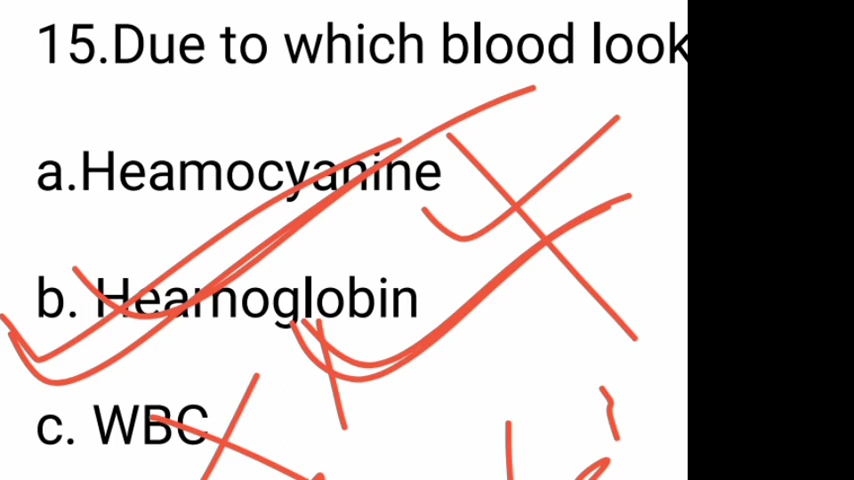 15.Due to which blood look
a.Heamocyanine
b. Heamoglobin
c. WBC